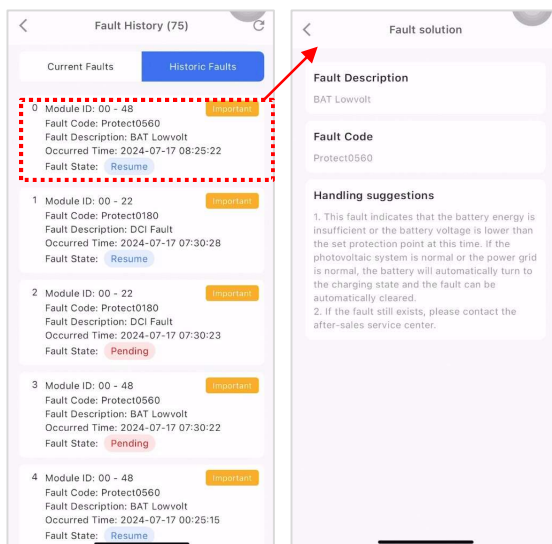 Fault History (75)
Current Faults
Historic Faults
0 Module ID: 00 - 48
Important
Fault Code: Protect0560
Fault Description: BAT Lowvolt
Occurred Time: 2024-07-17 08:25:22
Fault State: Resume
1 Module ID: 00 - 22
Important
Fault Code: Protect0180
Fault Description: DCI Fault
Occurred Time: 2024-07-17 07:30:28
Fault State: Resume
2 Module ID: 00 - 22
Important
Fault Code: Protect0180
Fault Description: DCI Fault
Occurred Time: 2024-07-17 07:30:23
Fault State: Pending
3 Module ID: 00 - 48
Important
Fault Code: Protect0560
Fault Description: BAT Lowvolt
Occurred Time: 2024-07-17 07:30:22
Fault State: Pending
4 Module ID: 00 - 48
Important
Fault Code: Protect0560
Fault Description: BAT Lowvolt
Occurred Time: 2024-07-17 00:25:15
Fault State: Resume
Fault solution
Fault Description
BAT Lowvolt
Fault Code
Protect0560
Handling suggestions
1. This fault indicates that the battery energy is
insufficient or the battery voltage is lower than
the set protection point at this time. If the
photovoltaic system is normal or the power grid
is normal, the battery will automatically turn to
the charging state and the fault can be
automatically cleared.
2. If the fault still exists, please contact the
after-sales service center.